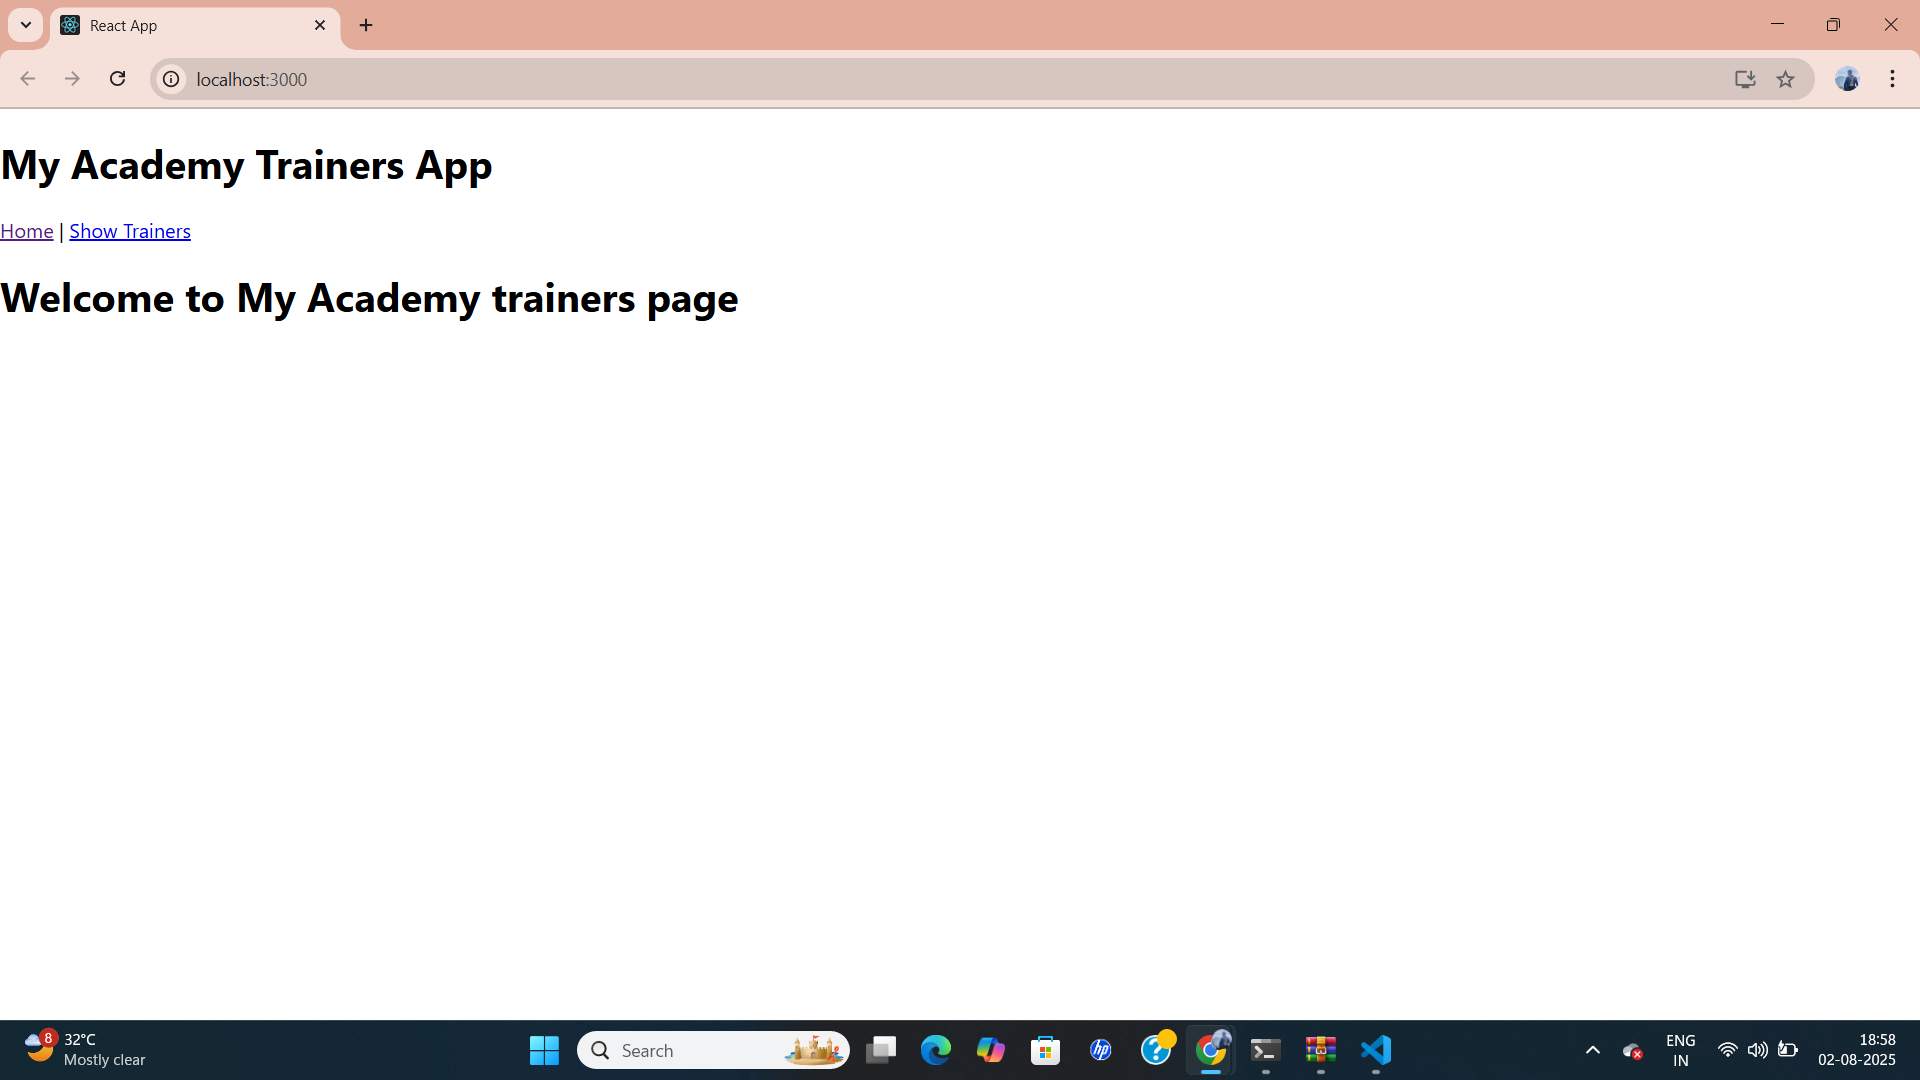 React App
localhost:3000
My Academy Trainers App
Home | Show Trainers
Welcome to My Academy trainers page
8
32°C
Mostly clear
Search
hp
ENG
IN
18:58
02-08-2025